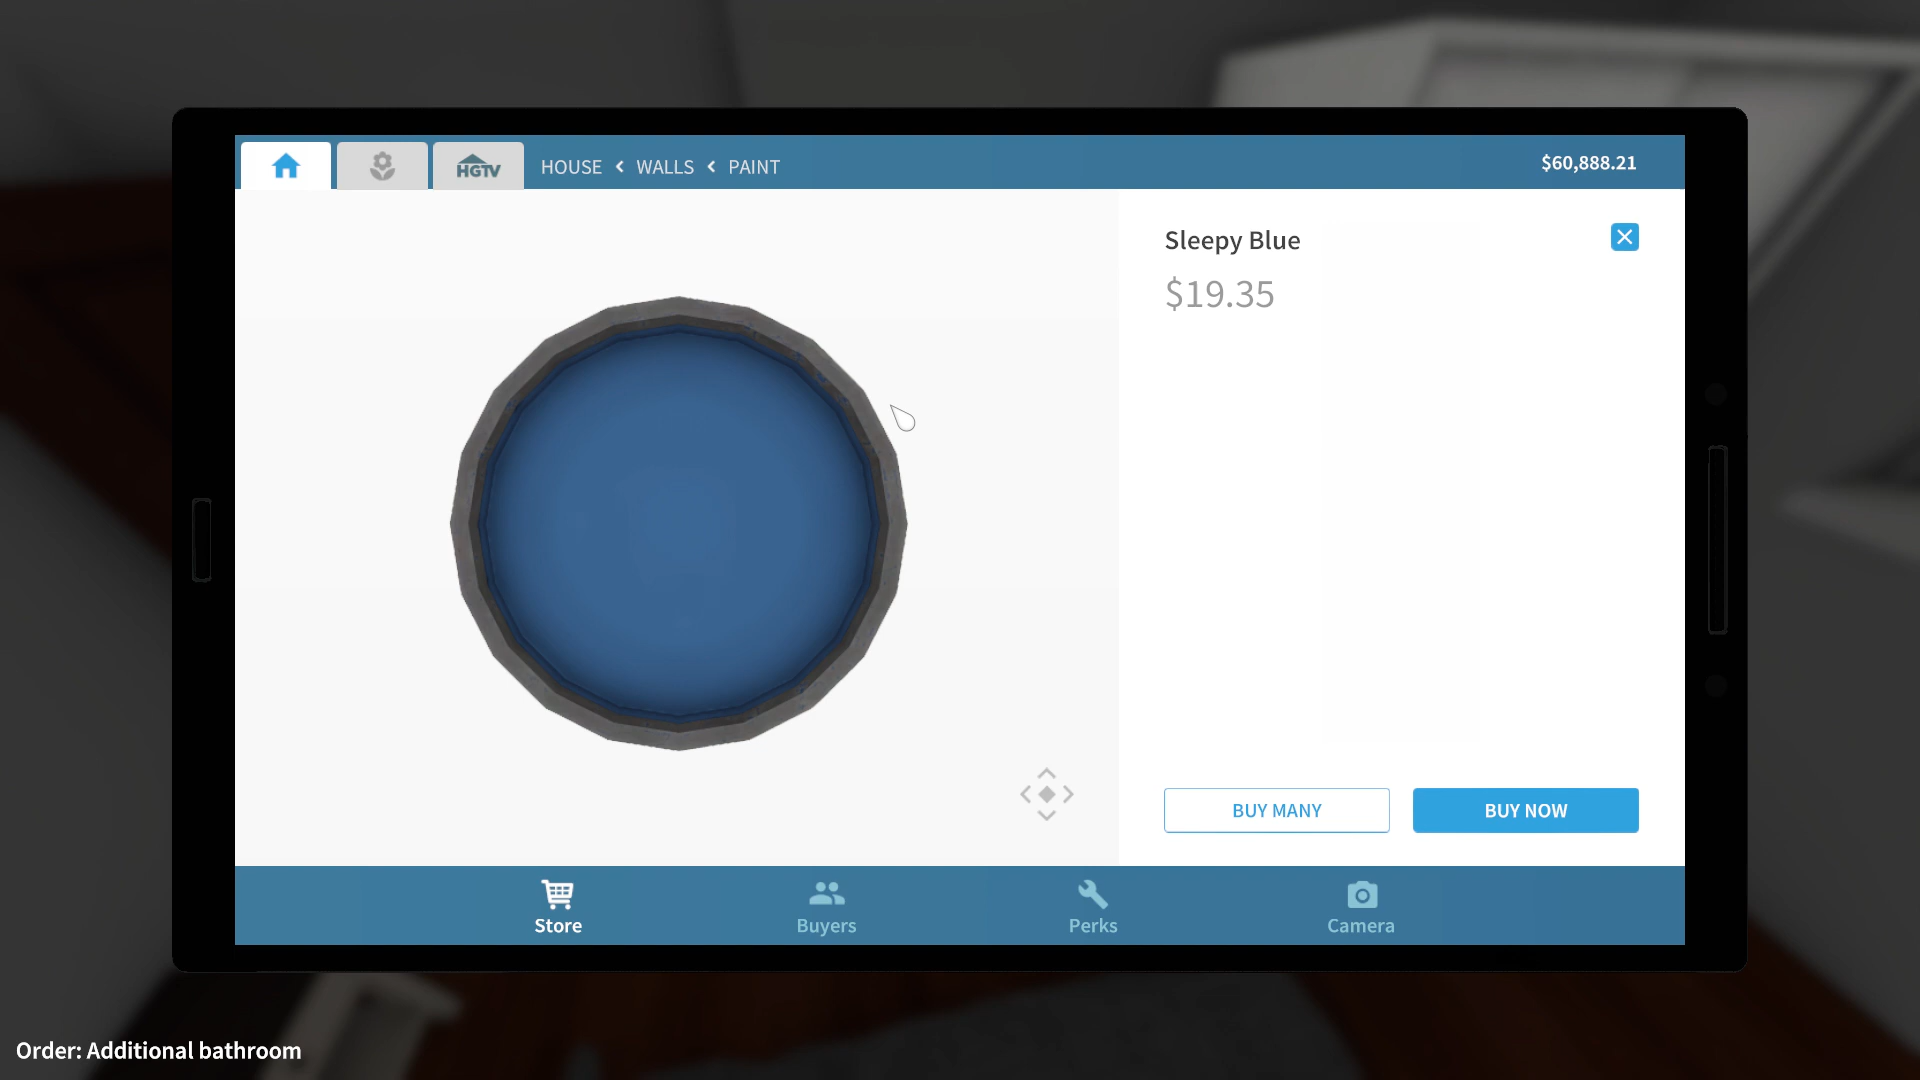 HGTV
HOUSE < WALLS < PAINT
$60,888.21
Sleepy Blue
$19.35
BUY MANY
BUY NOW
Store
Buyers
Perks
Camera
Order: Additional bathroom